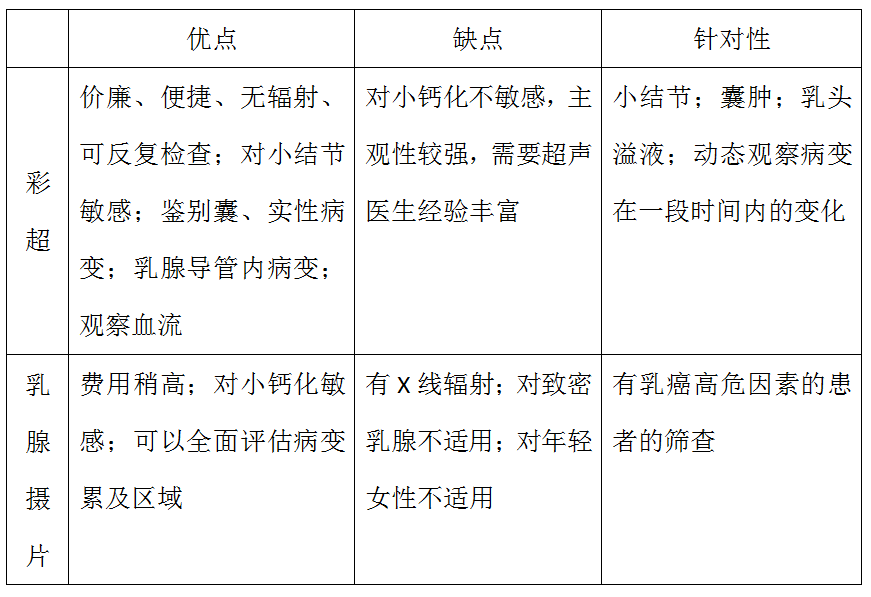 优点
缺点
针对性
彩超
价廉、便捷、无辐射、
可反复检查；对小结节
敏感；鉴别囊、实性病
变；乳腺导管内病变；
观察血流
对小钙化不敏感，主
观性较强，需要超声
医生经验丰富
小结节；囊肿；乳头
溢液；动态观察病变
在一段时间内的变化
乳腺摄片
费用稍高；对小钙化敏
感；可以全面评估病变
累及区域
有 X 线辐射；对致密
乳腺不适用；对年轻
女性不适用
有乳癌高危因素的患
者的筛查